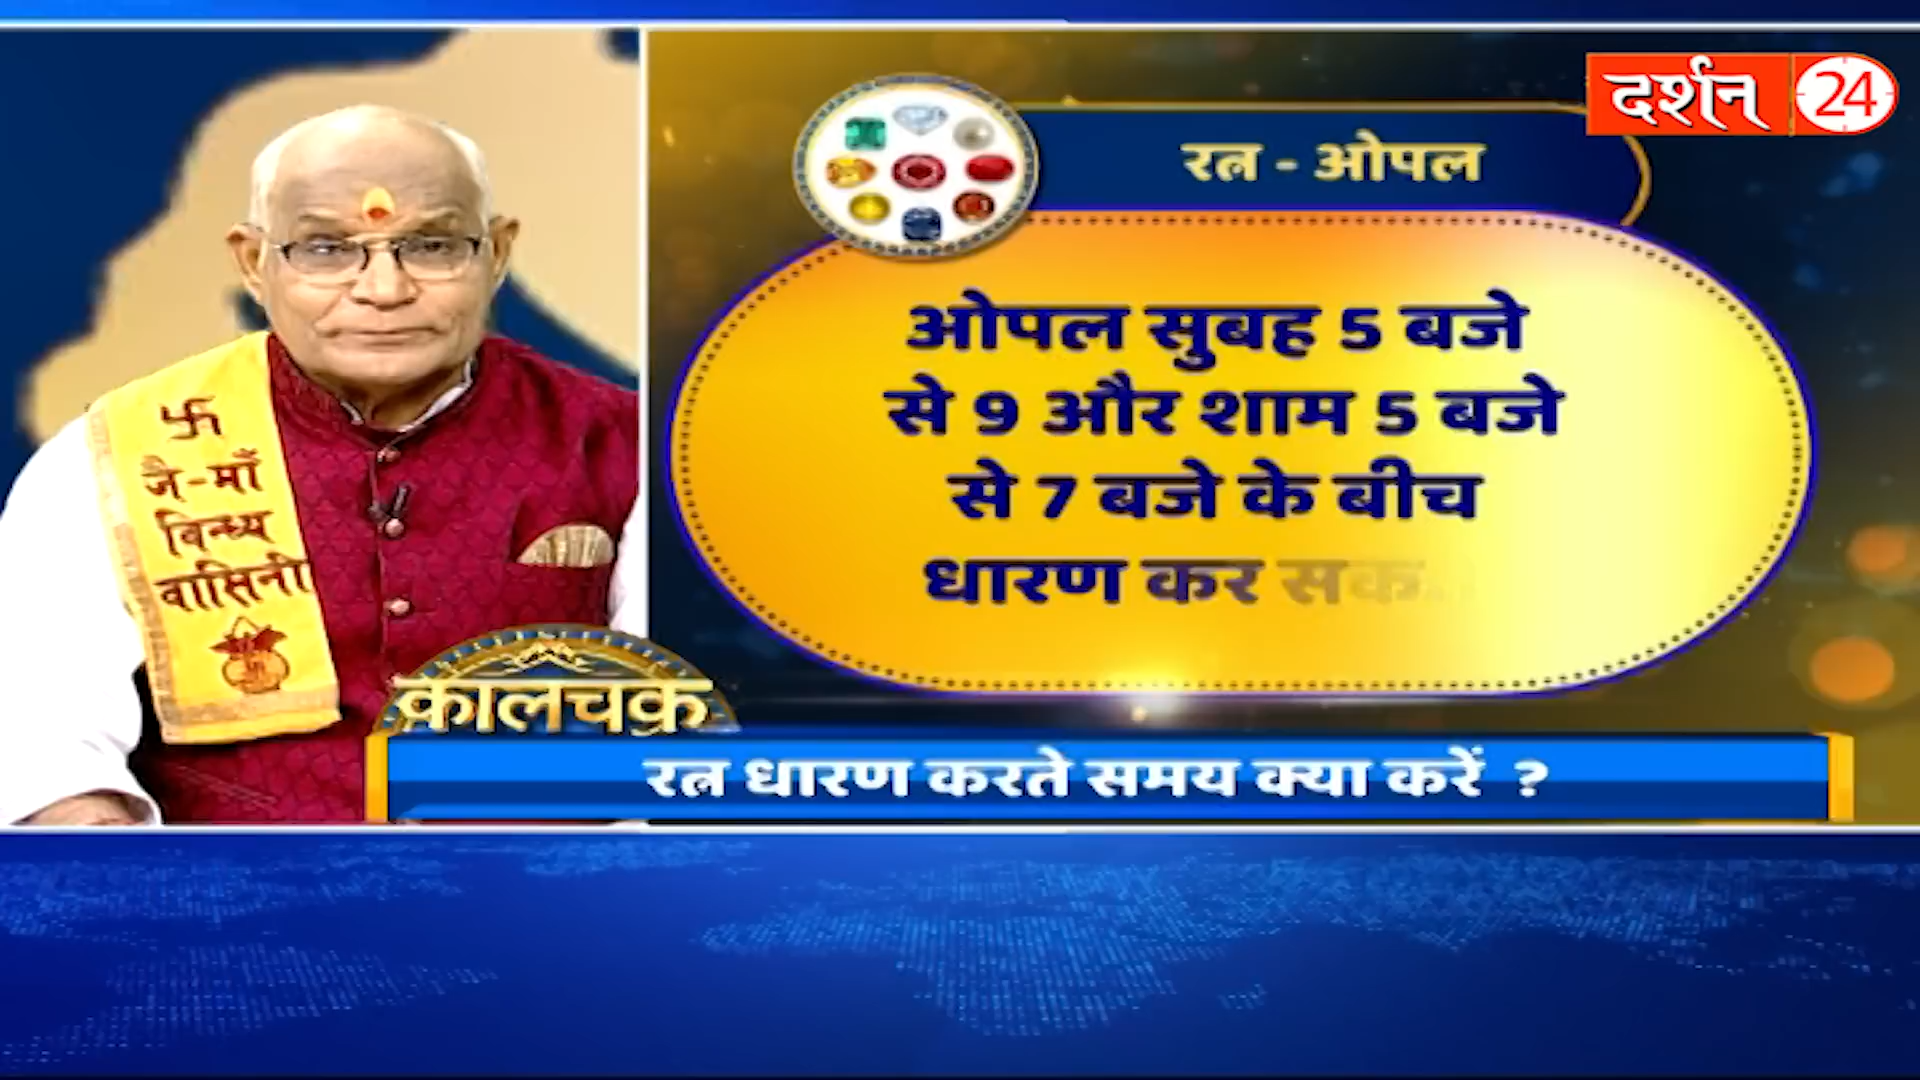 दर्शन 24
रत्न - ओपल
ओपल सुबह 5 बजे
से 9 और शाम 5 बजे
से 7 बजे के बीच
धारण कर सक
जै-माँ
विन्ध्य
वासिनी
कालचक्र
रत्न धारण करते समय क्या करें ?